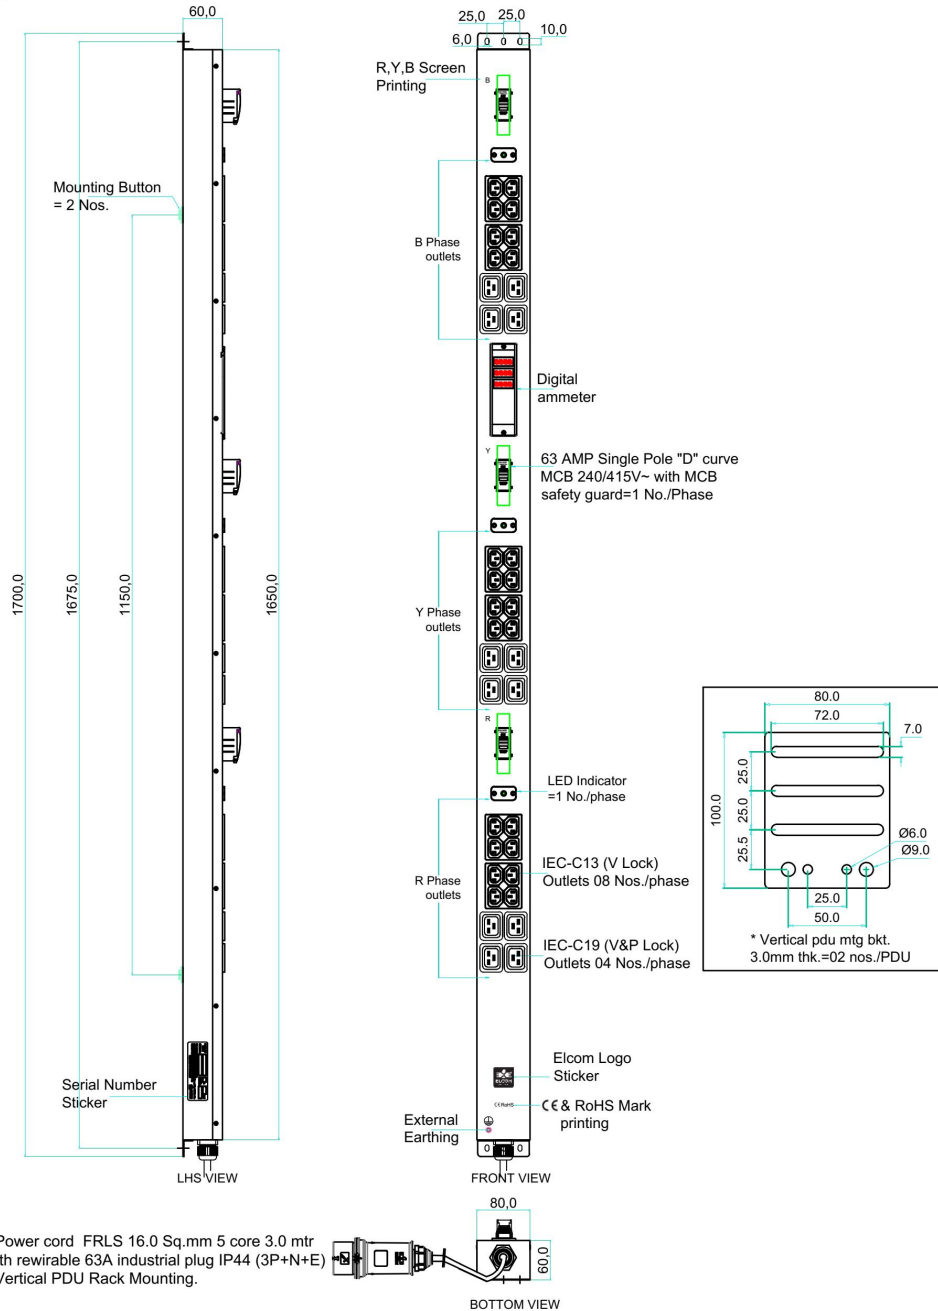 60,0
25,0 25,0
6,0
10,0
R,Y,B Screen
Printing
B
Mounting Button
= 2 Nos.
B Phase
outlets
Digital
ammeter
Y
63 AMP Single Pole "D" curve
MCB 240/415V~ with MCB
safety guard=1 No./Phase
1700,0
1675,0
1150,0
1650,0
Y Phase
outlets
R
LED Indicator
=1 No./phase
R Phase
outlets
IEC-C13 (V Lock)
Outlets 08 Nos./phase
IEC-C19 (V&P Lock)
Outlets 04 Nos./phase
80.0
72.0
7.0
100.0
25.0
25.0
25.5
Ø6.0
Ø9.0
25.0
50.0
* Vertical pdu mtg bkt.
3.0mm thk.=02 nos./PDU
Serial Number
Sticker
ELCOM
Elcom Logo
Sticker
CE RoHS
CE & RoHS Mark
printing
External
Earthing
LHS VIEW
FRONT VIEW
80,0
60,0
Power cord FRLS 16.0 Sq.mm 5 core 3.0 mtr
th rewirable 63A industrial plug IP44 (3P+N+E)
Vertical PDU Rack Mounting.
BOTTOM VIEW